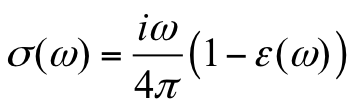 σ(ω) = iω/4π (1 − ε(ω))